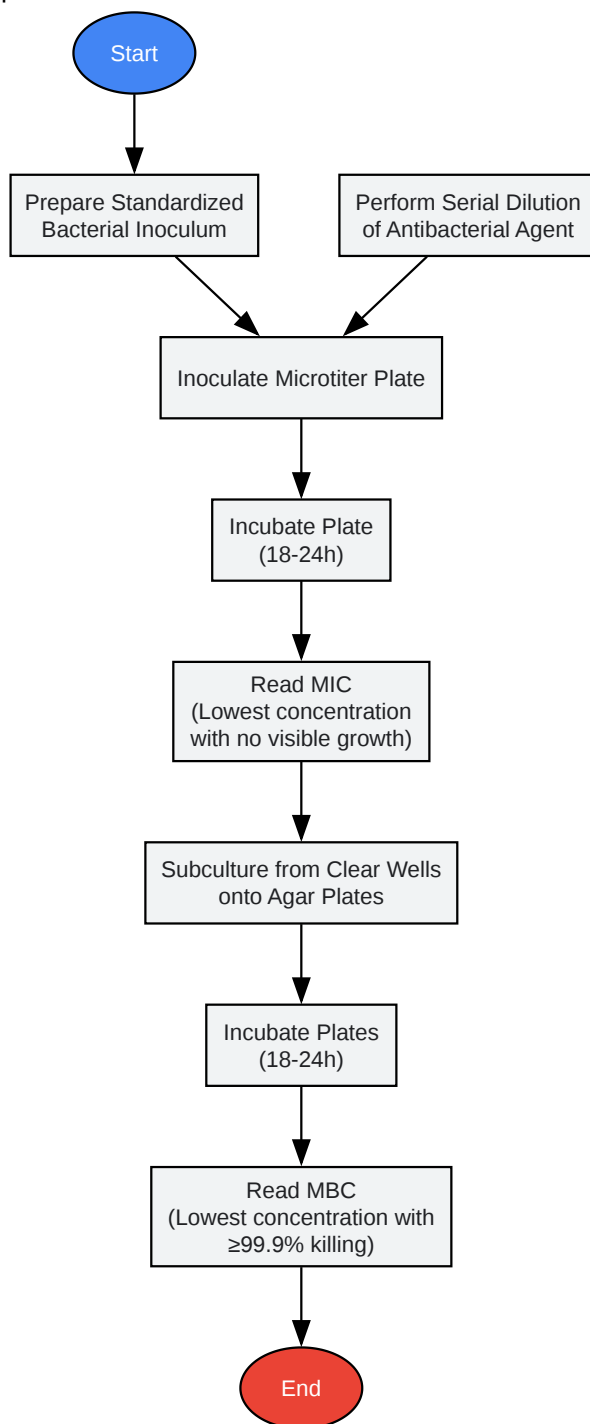 Start
Prepare Standardized
Bacterial Inoculum
Perform Serial Dilution
of Antibacterial Agent
Inoculate Microtiter Plate
Incubate Plate
(18-24h)
Read MIC
(Lowest concentration
with no visible growth)
Subculture from Clear Wells
onto Agar Plates
Incubate Plates
(18-24h)
Read MBC
(Lowest concentration with
≥99.9% killing)
End